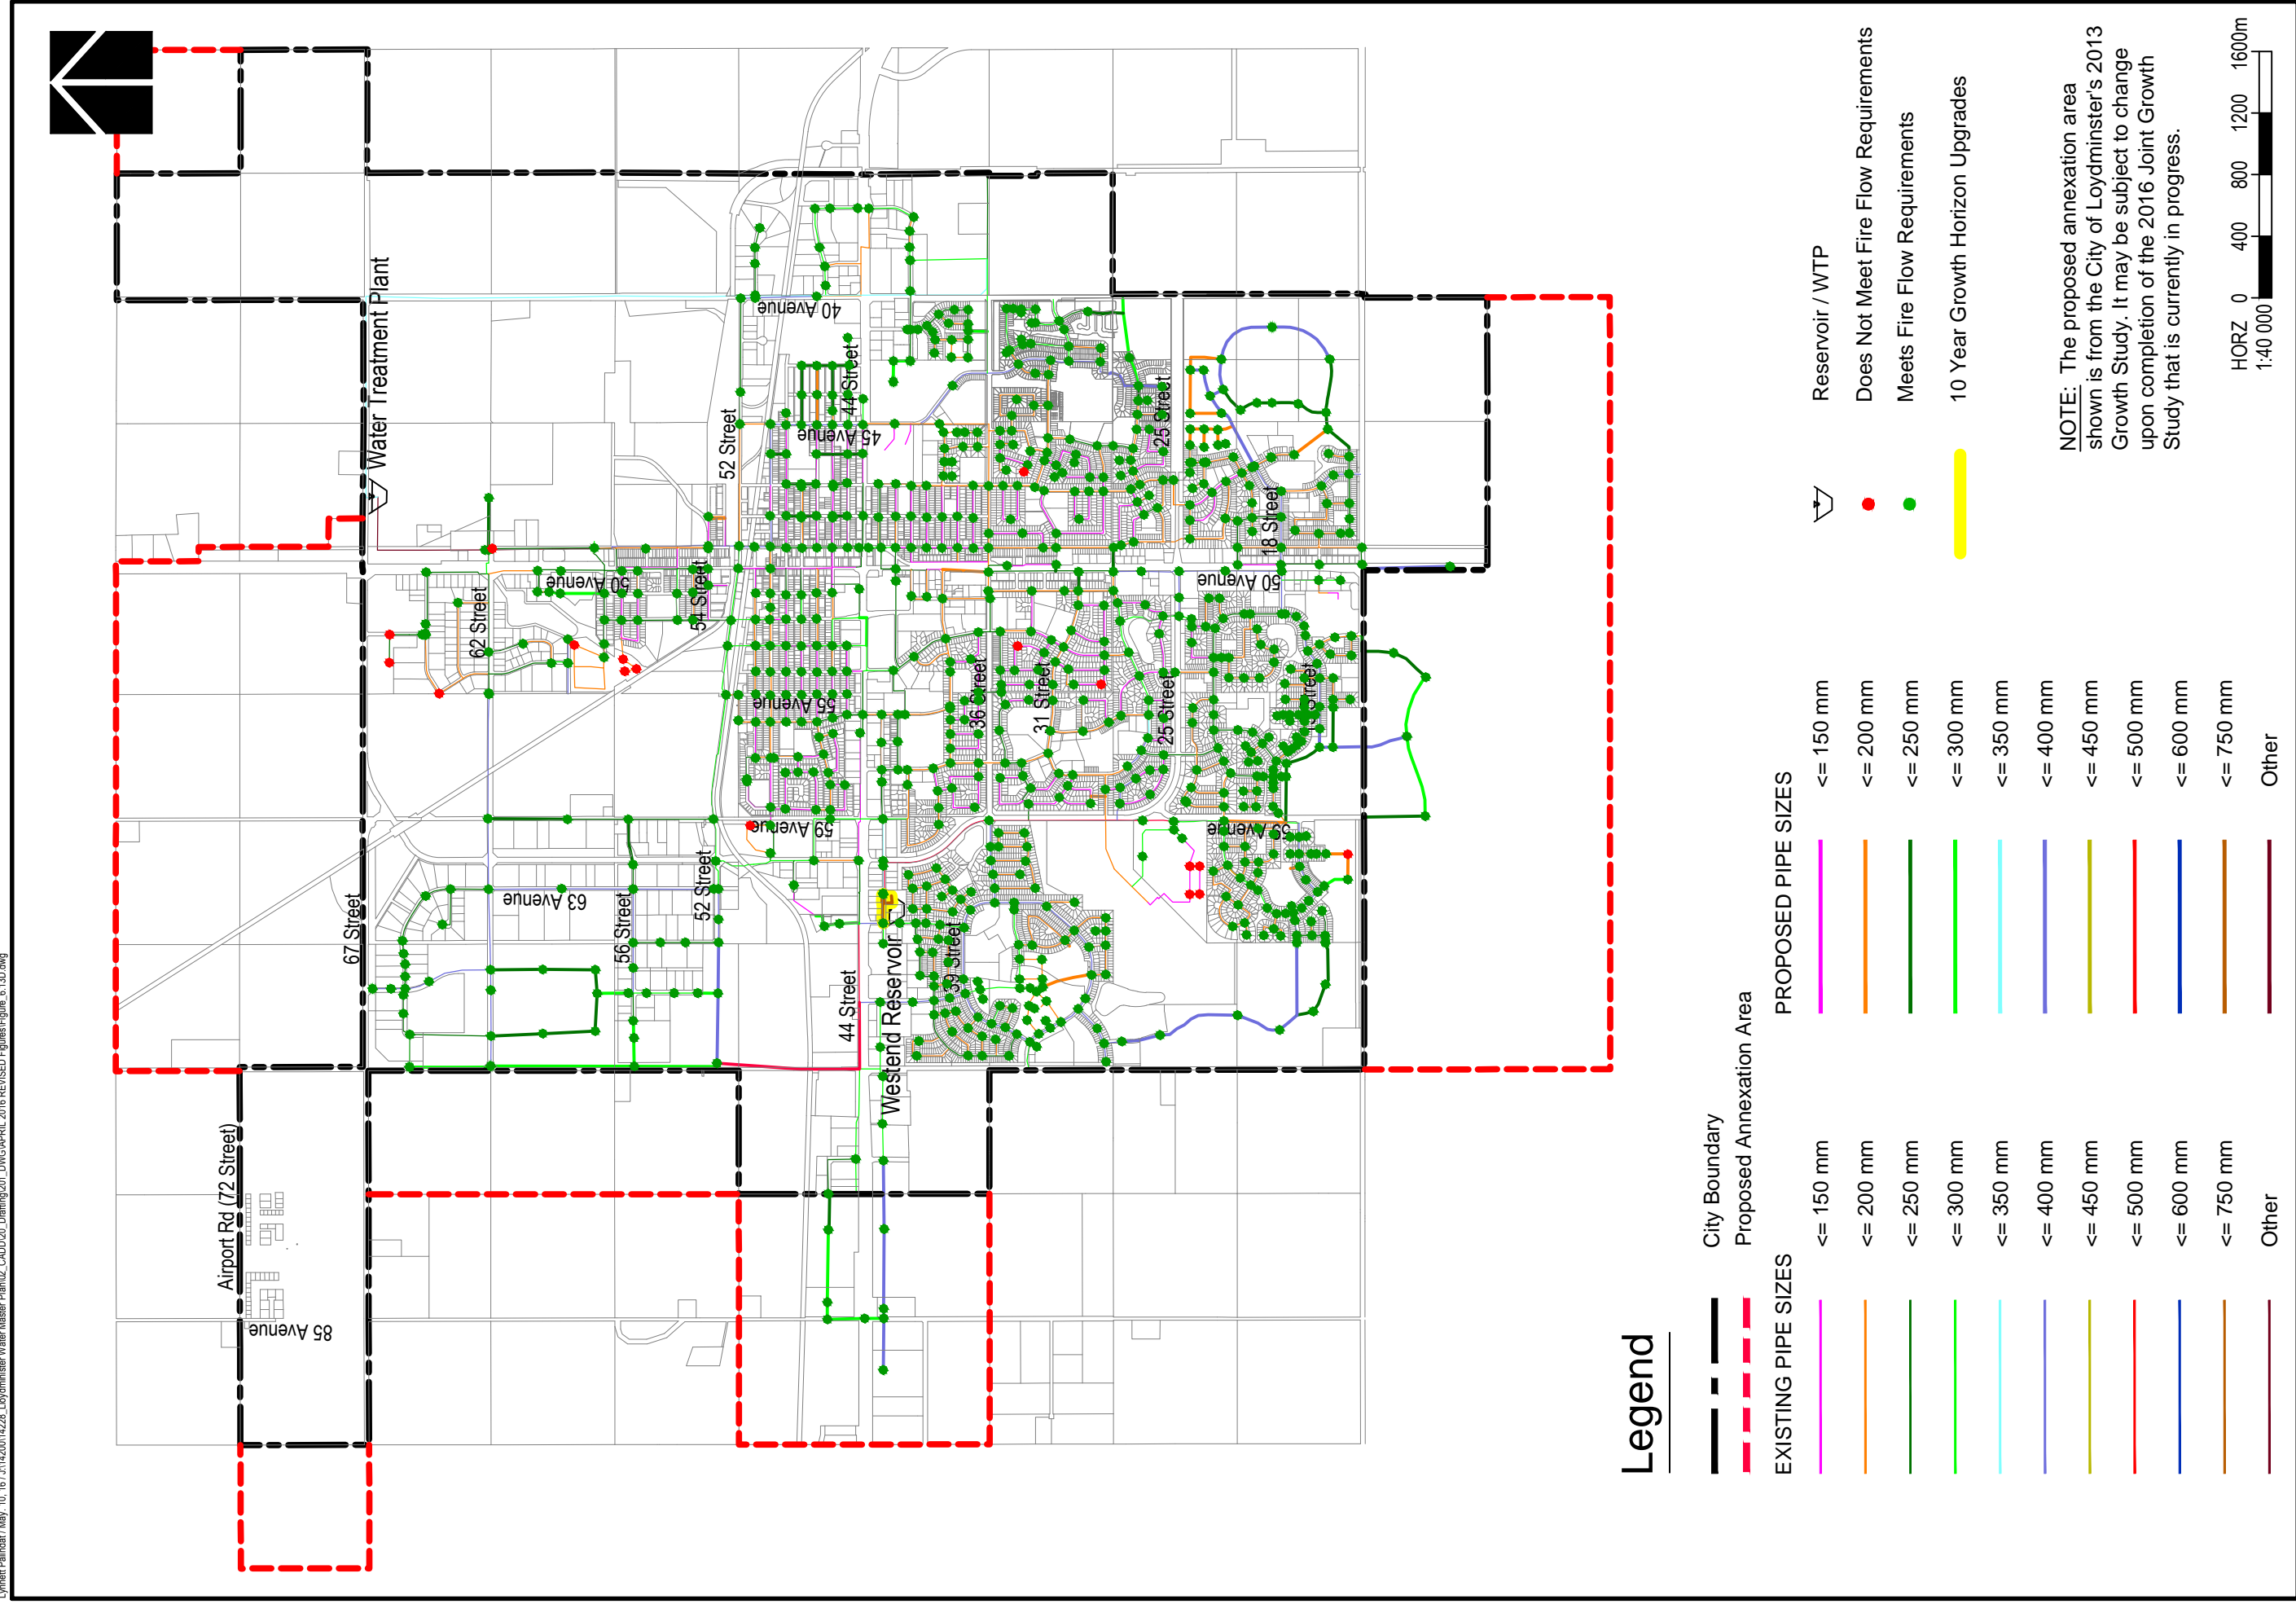 Water Treatment Plant
40 Avenue
44 Street
45 Avenue
52 Street
25 Street
18 Street
50 Avenue
54 Street
50 Avenue
62 Street
55 Avenue
36 Street
31 Street
25 Street
59 Avenue
67 Street
63 Avenue
56 Street
52 Street
44 Street
Westend Reservoir
39 Street
Airport Rd (72 Street)
85 Avenue
Legend
City Boundary
Proposed Annexation Area
EXISTING PIPE SIZES
<= 150 mm
<= 200 mm
<= 250 mm
<= 300 mm
<= 350 mm
<= 400 mm
<= 450 mm
<= 500 mm
<= 600 mm
<= 750 mm
Other
PROPOSED PIPE SIZES
<= 150 mm
<= 200 mm
<= 250 mm
<= 300 mm
<= 350 mm
<= 400 mm
<= 450 mm
<= 500 mm
<= 600 mm
<= 750 mm
Other
Reservoir / WTP
Does Not Meet Fire Flow Requirements
Meets Fire Flow Requirements
10 Year Growth Horizon Upgrades
NOTE: The proposed annexation area
shown is from the City of Loydminster's 2013
Growth Study. It may be subject to change
upon completion of the 2016 Joint Growth
Study that is currently in progress.
HORZ 0 400 800 1200 1600m
1:40 000